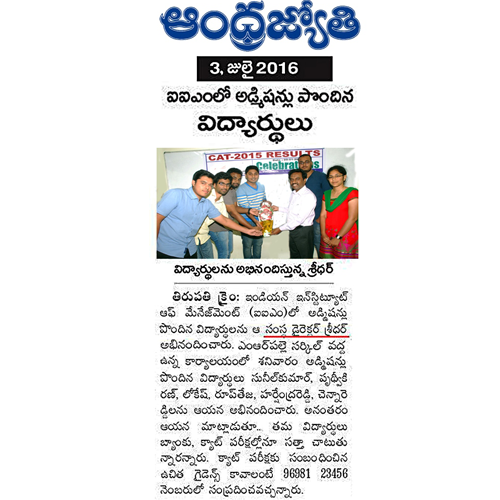 ఆంధ్రజ్యోతి
3, జులై 2016
ఐఐఎంలో అడ్మిషన్లు పొందిన
విద్యార్థులు
CAT-2015 RESULTS
Celebrations
విద్యార్థులను అభినందిస్తున్న శ్రీధర్
తిరుపతి క్రైం: ఇండియన్ ఇన్‌స్టిట్యూట్
ఆఫ్ మేనేజ్‌మెంట్ (ఐఐఎం)లో అడ్మిషన్లు
పొందిన విద్యార్థులను ఆ సంస్థ డైరెక్టర్ శ్రీధర్
అభినందించారు. ఎంఆర్‌పల్లె సర్కిల్ వద్ద
ఉన్న కార్యాలయంలో శనివారం అడ్మిషన్లు
పొందిన విద్యార్థులు సునీల్‌కుమార్, పృథ్వీకి
రణ్, లోకేష్, రూప్‌తేజ, హర్షేంద్రరెడ్డి, చెన్నారె
డ్డిలను ఆయన అభినందించారు. అనంతరం
ఆయన మాట్లాడుతూ.. తమ విద్యార్థులు
బ్యాంకు, క్యాట్ పరీక్షల్లోనూ సత్తా చాటుతు
న్నారన్నారు. క్యాట్ పరీక్షకు సంబంధించిన
ఉచిత గైడెన్స్ కావాలంటే 96981 23456
నెంబరులో సంప్రదించవచ్చన్నారు.